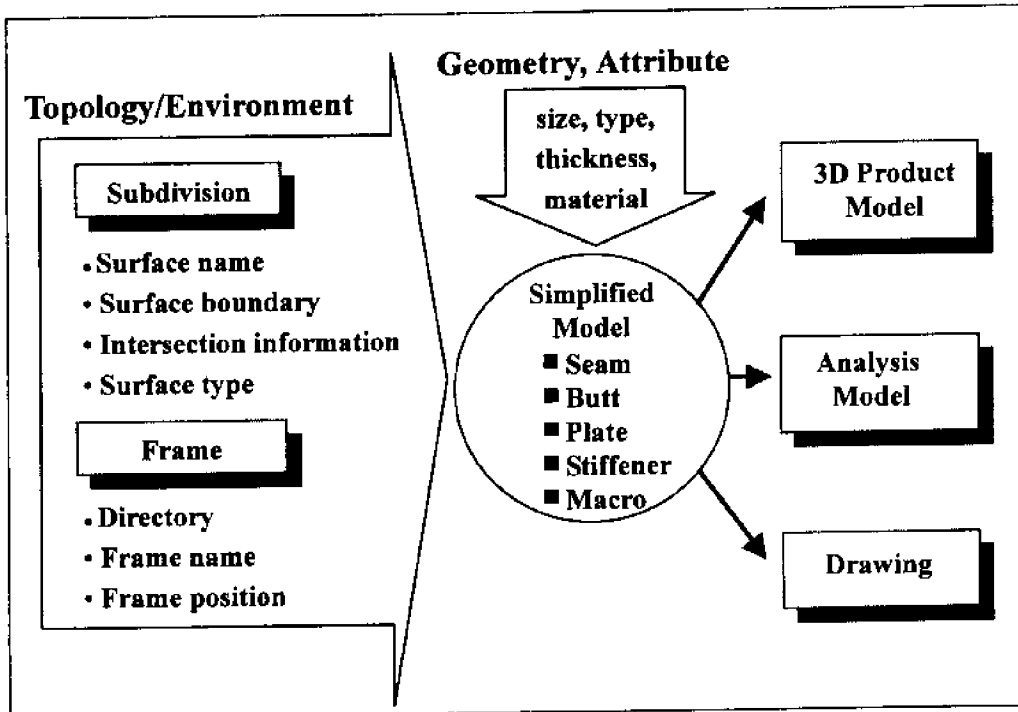 Topology/Environment
Subdivision
• Surface name
• Surface boundary
• Intersection information
• Surface type
Frame
• Directory
• Frame name
• Frame position
Geometry, Attribute
size, type,
thickness,
material
Simplified
Model
■ Seam
■ Butt
■ Plate
■ Stiffener
■ Macro
3D Product
Model
Analysis
Model
Drawing